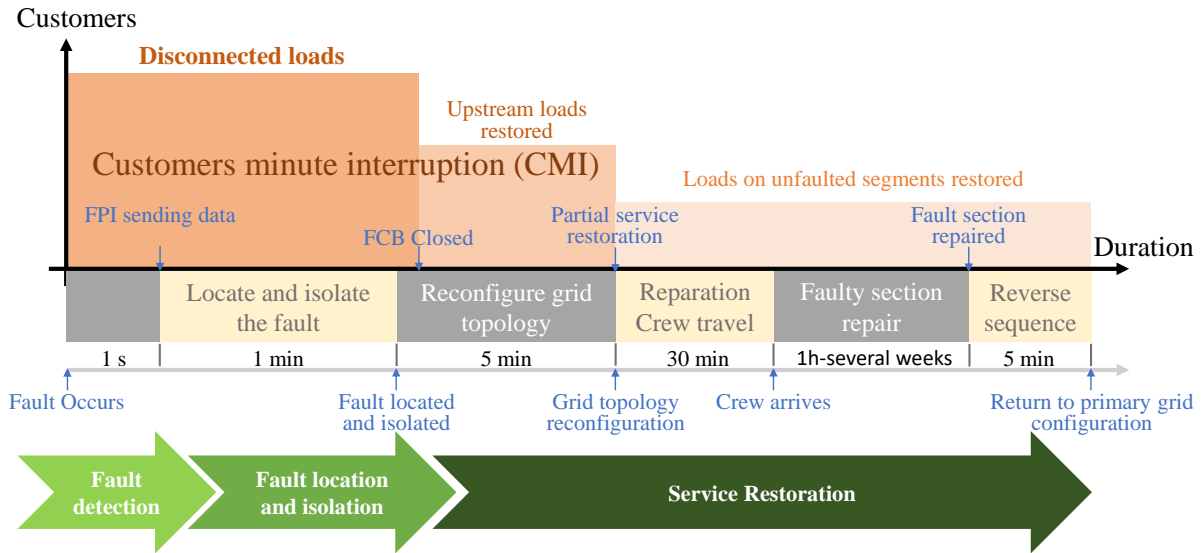 Customers
Disconnected loads
Upstream loads
restored
Customers minute interruption (CMI)
Loads on unfaulted segments restored
FPI sending data
FCB Closed
Partial service
restoration
Fault section
repaired
Duration
Locate and isolate
the fault
Reconfigure grid
topology
Reparation
Crew travel
Faulty section
repair
Reverse
sequence
1 s
1 min
5 min
30 min
1h-several weeks
5 min
Fault Occurs
Fault located
and isolated
Grid topology
reconfiguration
Crew arrives
Return to primary grid
configuration
Fault
detection
Fault location
and isolation
Service Restoration